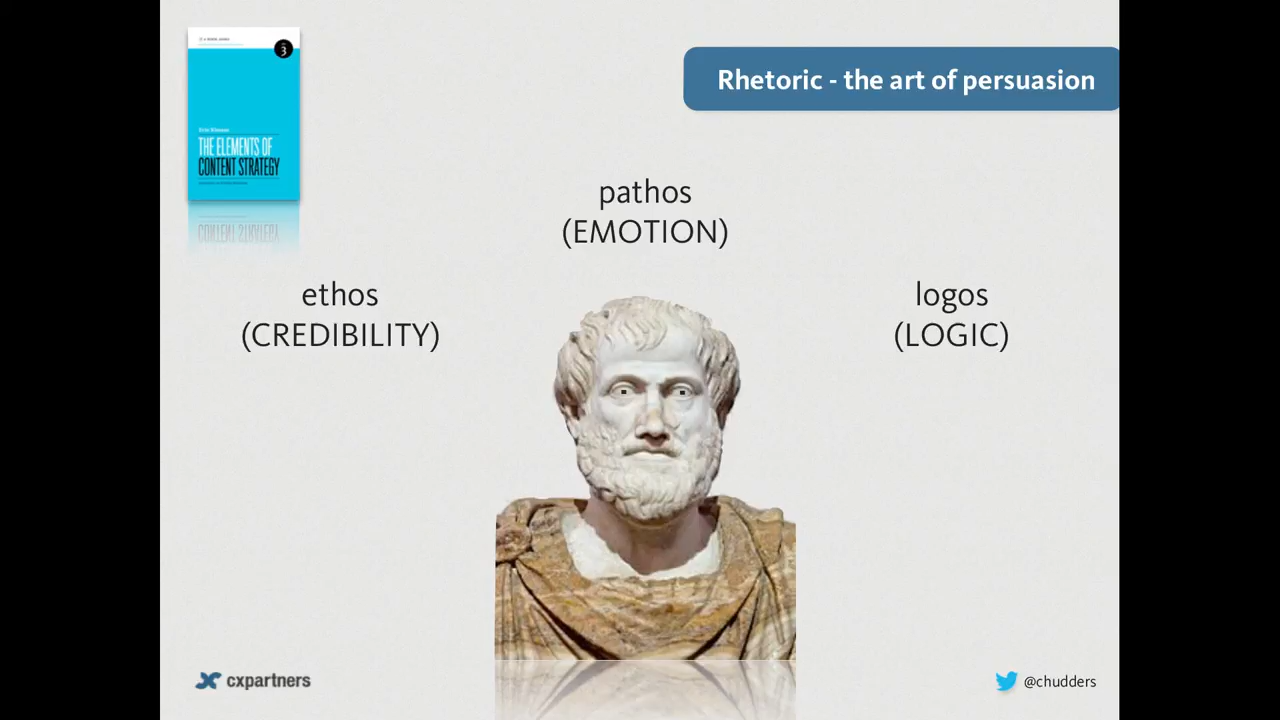 3
THE ELEMENTS OF
CONTENT STRATEGY
Rhetoric - the art of persuasion
pathos
(EMOTION)
ethos
(CREDIBILITY)
logos
(LOGIC)
cxpartners
@chudders